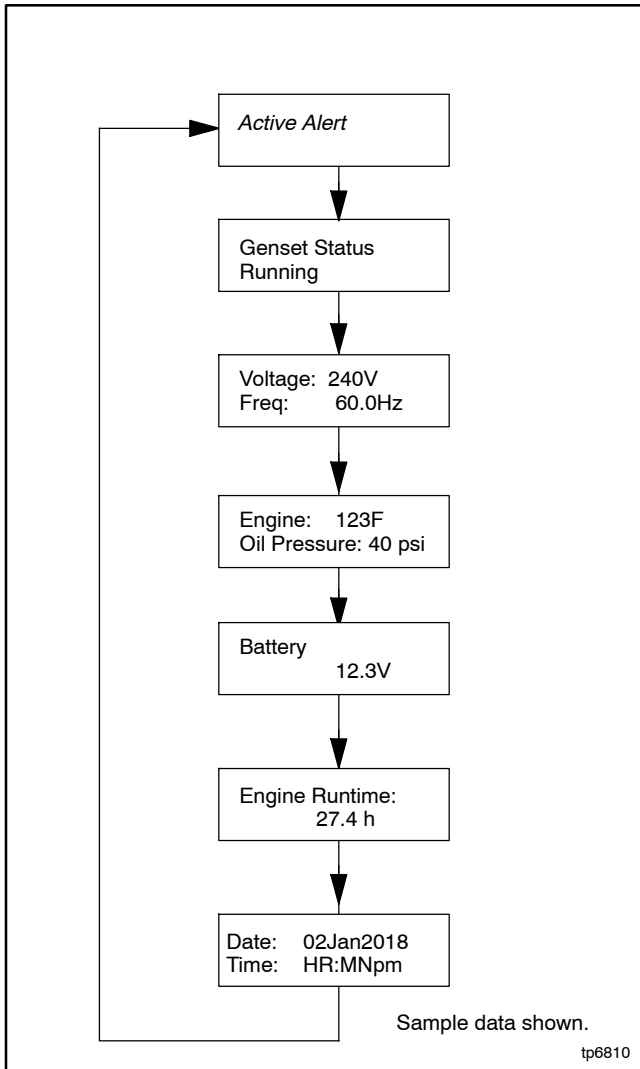 Active Alert
Genset Status
Running
Voltage: 240V
Freq: 60.0Hz
Engine: 123F
Oil Pressure: 40 psi
Battery
12.3V
Engine Runtime:
27.4 h
Date: 02Jan2018
Time: HR:MNpm
Sample data shown.
tp6810